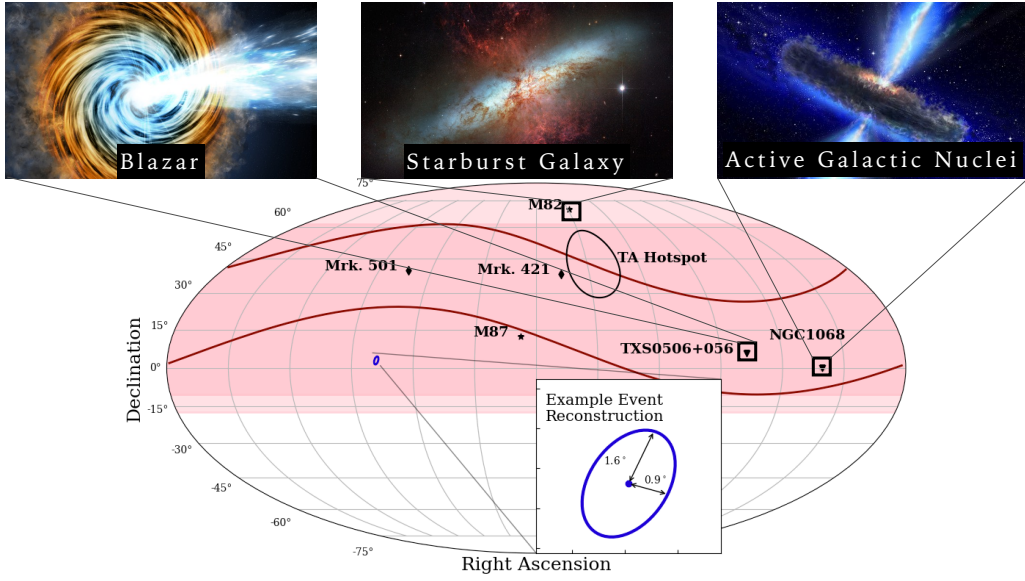 Blazar
Starburst Galaxy
Active Galactic Nuclei
75°
60°
45°
30°
15°
0°
-15°
-30°
-45°
-60°
-75°
M82
TA Hotspot
Mrk. 501
Mrk. 421
M87
NGC1068
TXS0506+056
Declination
Example Event
Reconstruction
1.6°
0.9°
Right Ascension